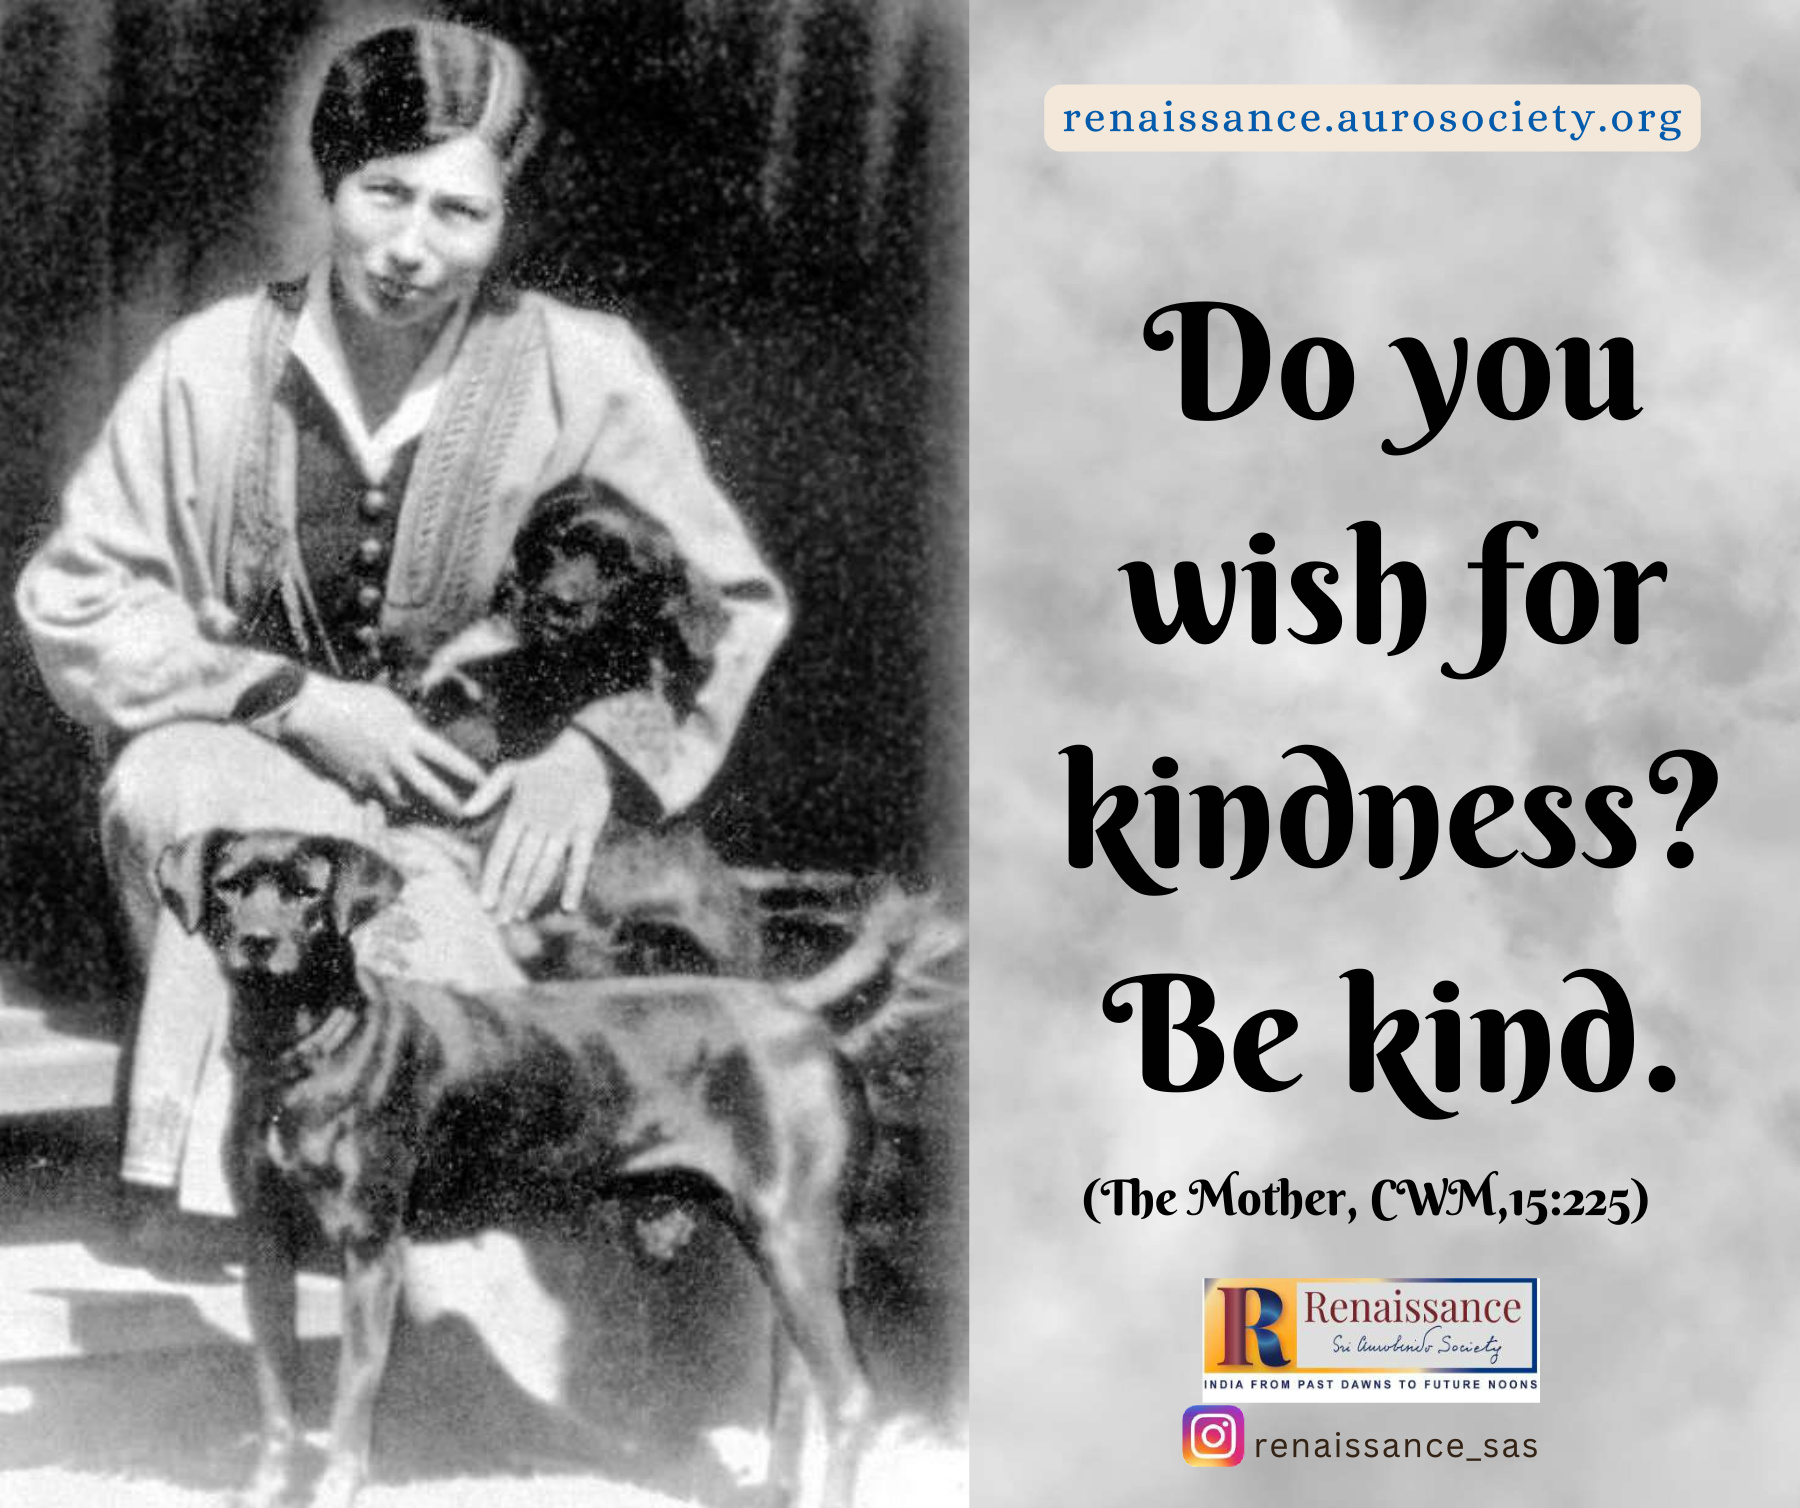 renaissance.aurosociety.org
Do you
wish for
kindness?
Be kind.
(The Mother, CWM,15:225)
R Renaissance
Sri Aurobindo Society
INDIA FROM PAST DAWNS TO FUTURE NOONS
renaissance_sas